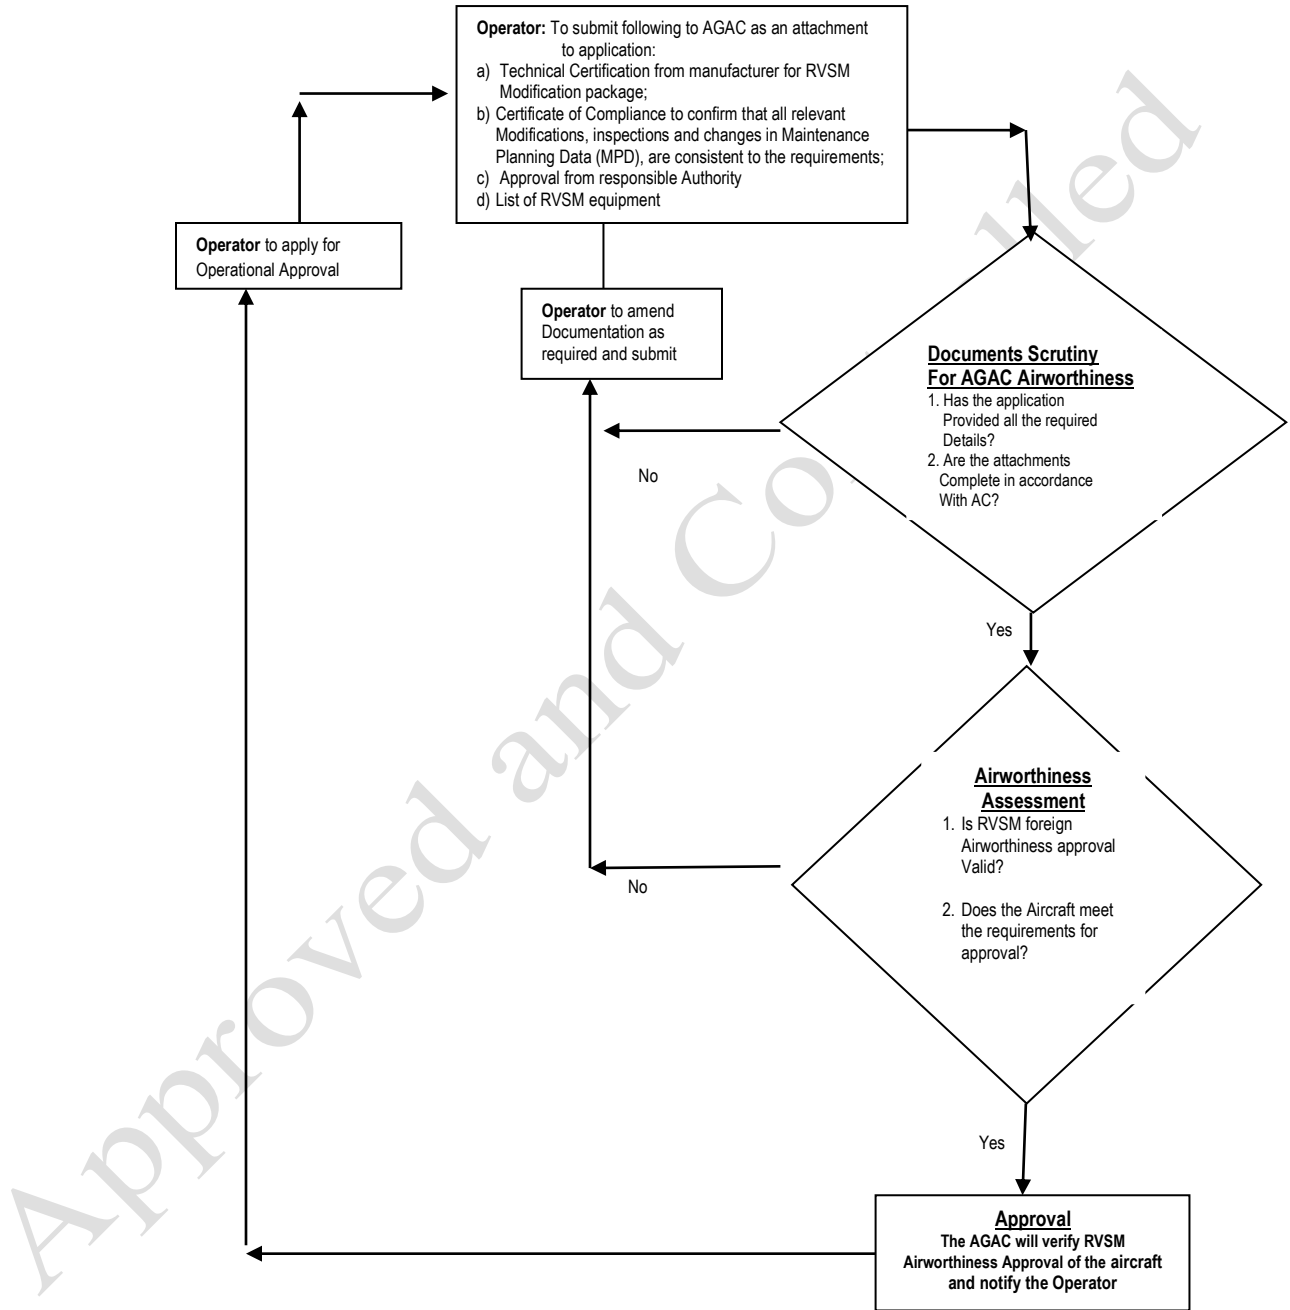 Operator: To submit following to AGAC as an attachment
to application:
a) Technical Certification from manufacturer for RVSM
Modification package;
b) Certificate of Compliance to confirm that all relevant
Modifications, inspections and changes in Maintenance
Planning Data (MPD), are consistent to the requirements;
c) Approval from responsible Authority
d) List of RVSM equipment
Operator to apply for
Operational Approval
Operator to amend
Documentation as
required and submit
Documents Scrutiny
For AGAC Airworthiness
1. Has the application
Provided all the required
Details?
2. Are the attachments
Complete in accordance
With AC?
No
Yes
Airworthiness
Assessment
1. Is RVSM foreign
Airworthiness approval
Valid?
2. Does the Aircraft meet
the requirements for
approval?
No
Yes
Approval
The AGAC will verify RVSM
Airworthiness Approval of the aircraft
and notify the Operator
Approved and Co lled